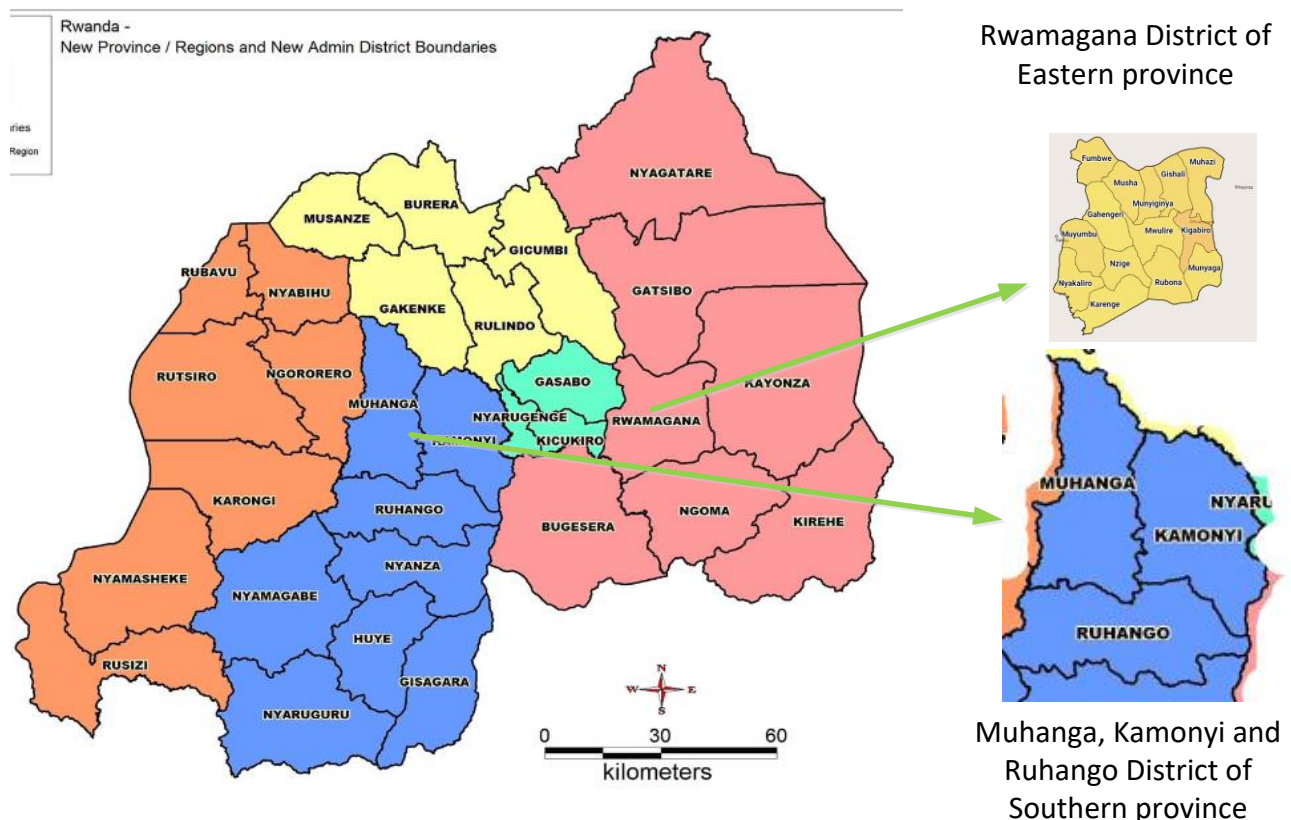 Rwanda -
New Province / Regions and New Admin District Boundaries
ries
Region
NYAGATARE
BURERA
MUSANZE
GICUMBI
RUBAVU
NYABIHU
GATSIBO
GAKENKE
RULINDO
RUTSIRO
NGORORERO
GASABO
KAYONZA
MUHANGA
NYARUGENGE
RWAMAGANA
KAMONYI
KICUKIRO
KARONGI
RUHANGO
NGOMA
BUGESERA
KIREHE
NYANZA
NYAMASHEKE
NYAMAGABE
HUYE
RUSIZI
GISAGARA
NYARUGURU
N
W E
S
0 30 60
kilometers
Rwamagana District of
Eastern province
Fumbwe
Muhazi
Gishali
Musha
Munyiginya
Gahengeri
Muyumbu
Mwulire
Kigabiro
Nzige
Munyaga
Nyakaliro
Rubona
Karenge
MUHANGA
NYARU
KAMONYI
RUHANGO
Muhanga, Kamonyi and
Ruhango District of
Southern province